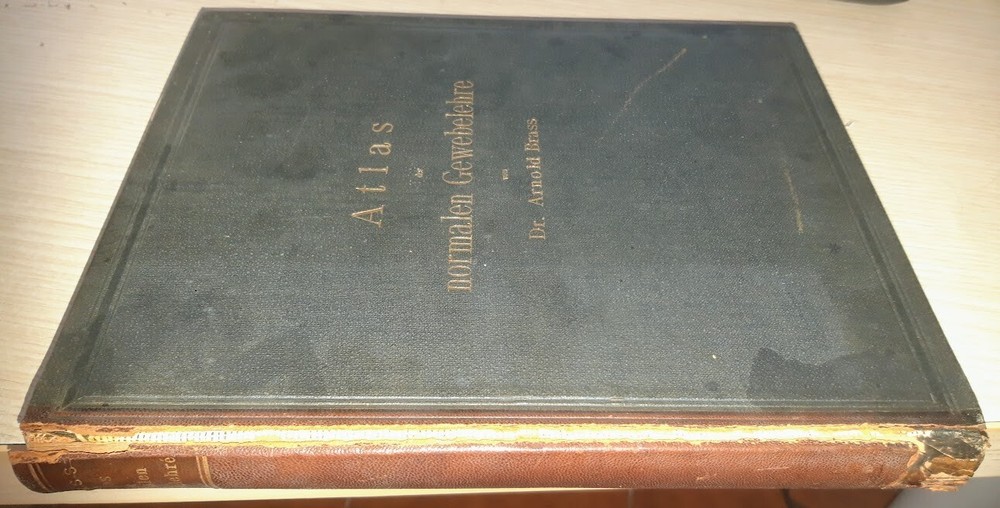 Atlas
der
normalen Gewebelehre
von
Dr. Arnold Brass